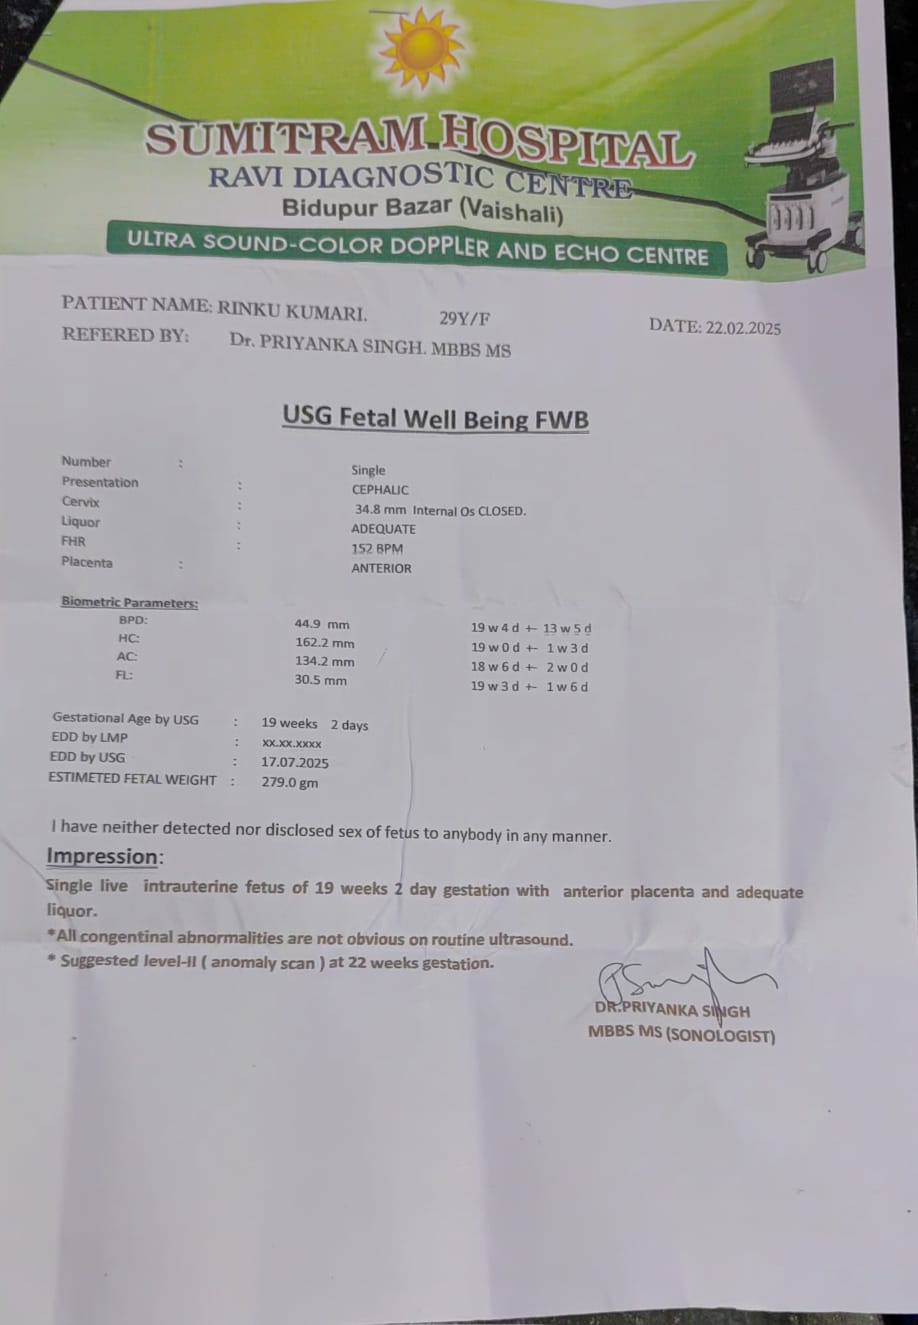 SUMITRAM HOSPITAL
RAVI DIAGNOSTIC CENTRE
Bidupur Bazar (Vaishali)
ULTRA SOUND-COLOR DOPPLER AND ECHO CENTRE
PATIENT NAME: RINKU KUMARI. 29Y/F DATE: 22.02.2025
REFERED BY: Dr. PRIYANKA SINGH. MBBS MS
USG Fetal Well Being FWB
Number : Single
Presentation : CEPHALIC
Cervix : 34.8 mm Internal Os CLOSED.
Liquor : ADEQUATE
FHR : 152 BPM
Placenta : ANTERIOR
Biometric Parameters:
BPD: 44.9 mm 19 w 4 d +- 13 w 5 d
HC: 162.2 mm 19 w 0 d +- 1 w 3 d
AC: 134.2 mm 18 w 6 d +- 2 w 0 d
FL: 30.5 mm 19 w 3 d +- 1 w 6 d
Gestational Age by USG : 19 weeks 2 days
EDD by LMP : xx.xx.xxxx
EDD by USG : 17.07.2025
ESTIMETED FETAL WEIGHT : 279.0 gm
I have neither detected nor disclosed sex of fetus to anybody in any manner.
Impression:
Single live intrauterine fetus of 19 weeks 2 day gestation with anterior placenta and adequate
liquor.
*All congentinal abnormalities are not obvious on routine ultrasound.
* Suggested level-II ( anomaly scan ) at 22 weeks gestation.
DR.PRIYANKA SINGH
MBBS MS (SONOLOGIST)